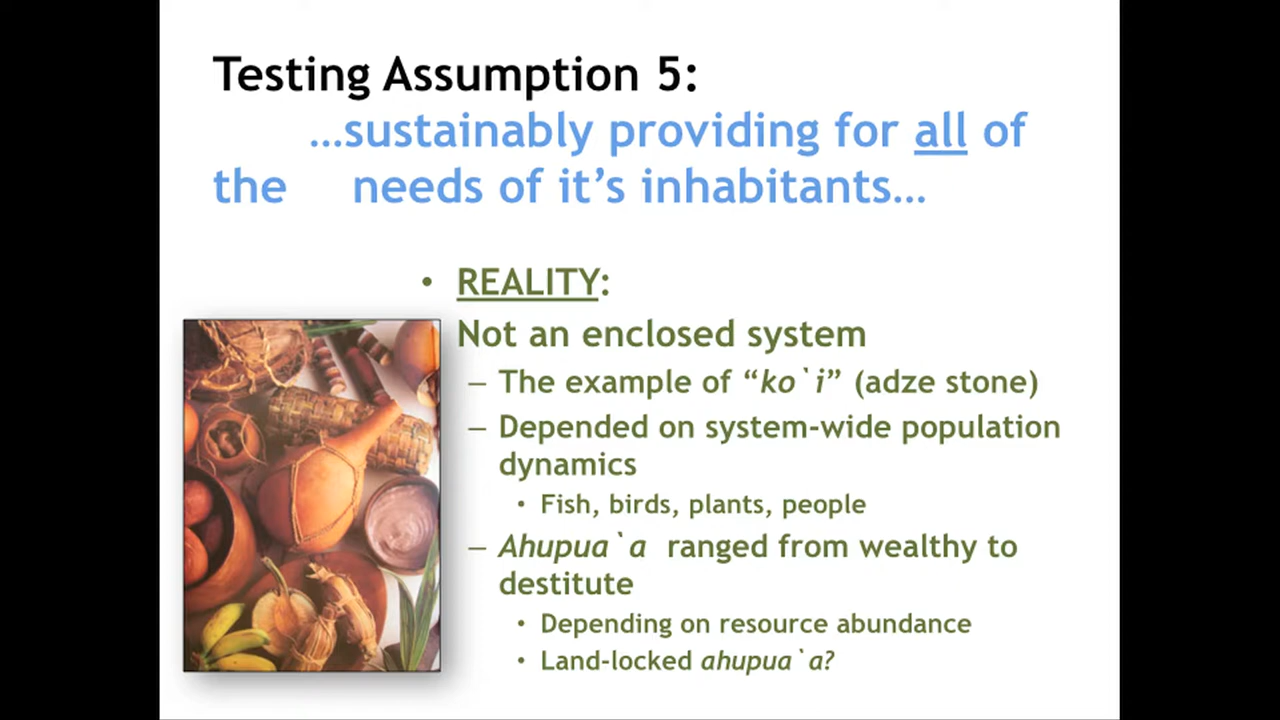 Testing Assumption 5:
…sustainably providing for all of
the needs of it’s inhabitants…
• REALITY:
Not an enclosed system
– The example of “ko`i” (adze stone)
– Depended on system-wide population
dynamics
• Fish, birds, plants, people
– Ahupua`a ranged from wealthy to
destitute
• Depending on resource abundance
• Land-locked ahupua`a?